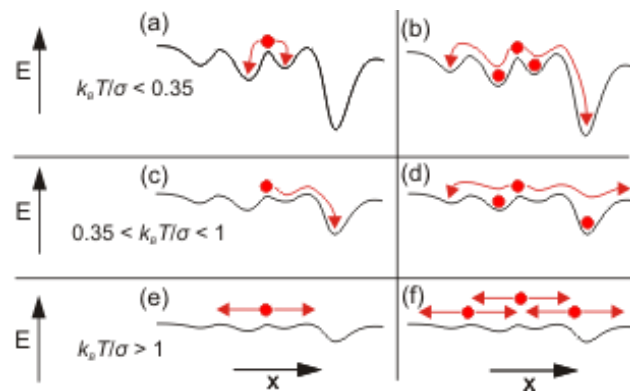 (a)
(b)
E
E
k_BT/σ < 0.35
(c)
(d)
E
E
0.35 < k_BT/σ < 1
(e)
(f)
E
E
k_BT/σ > 1
x
x